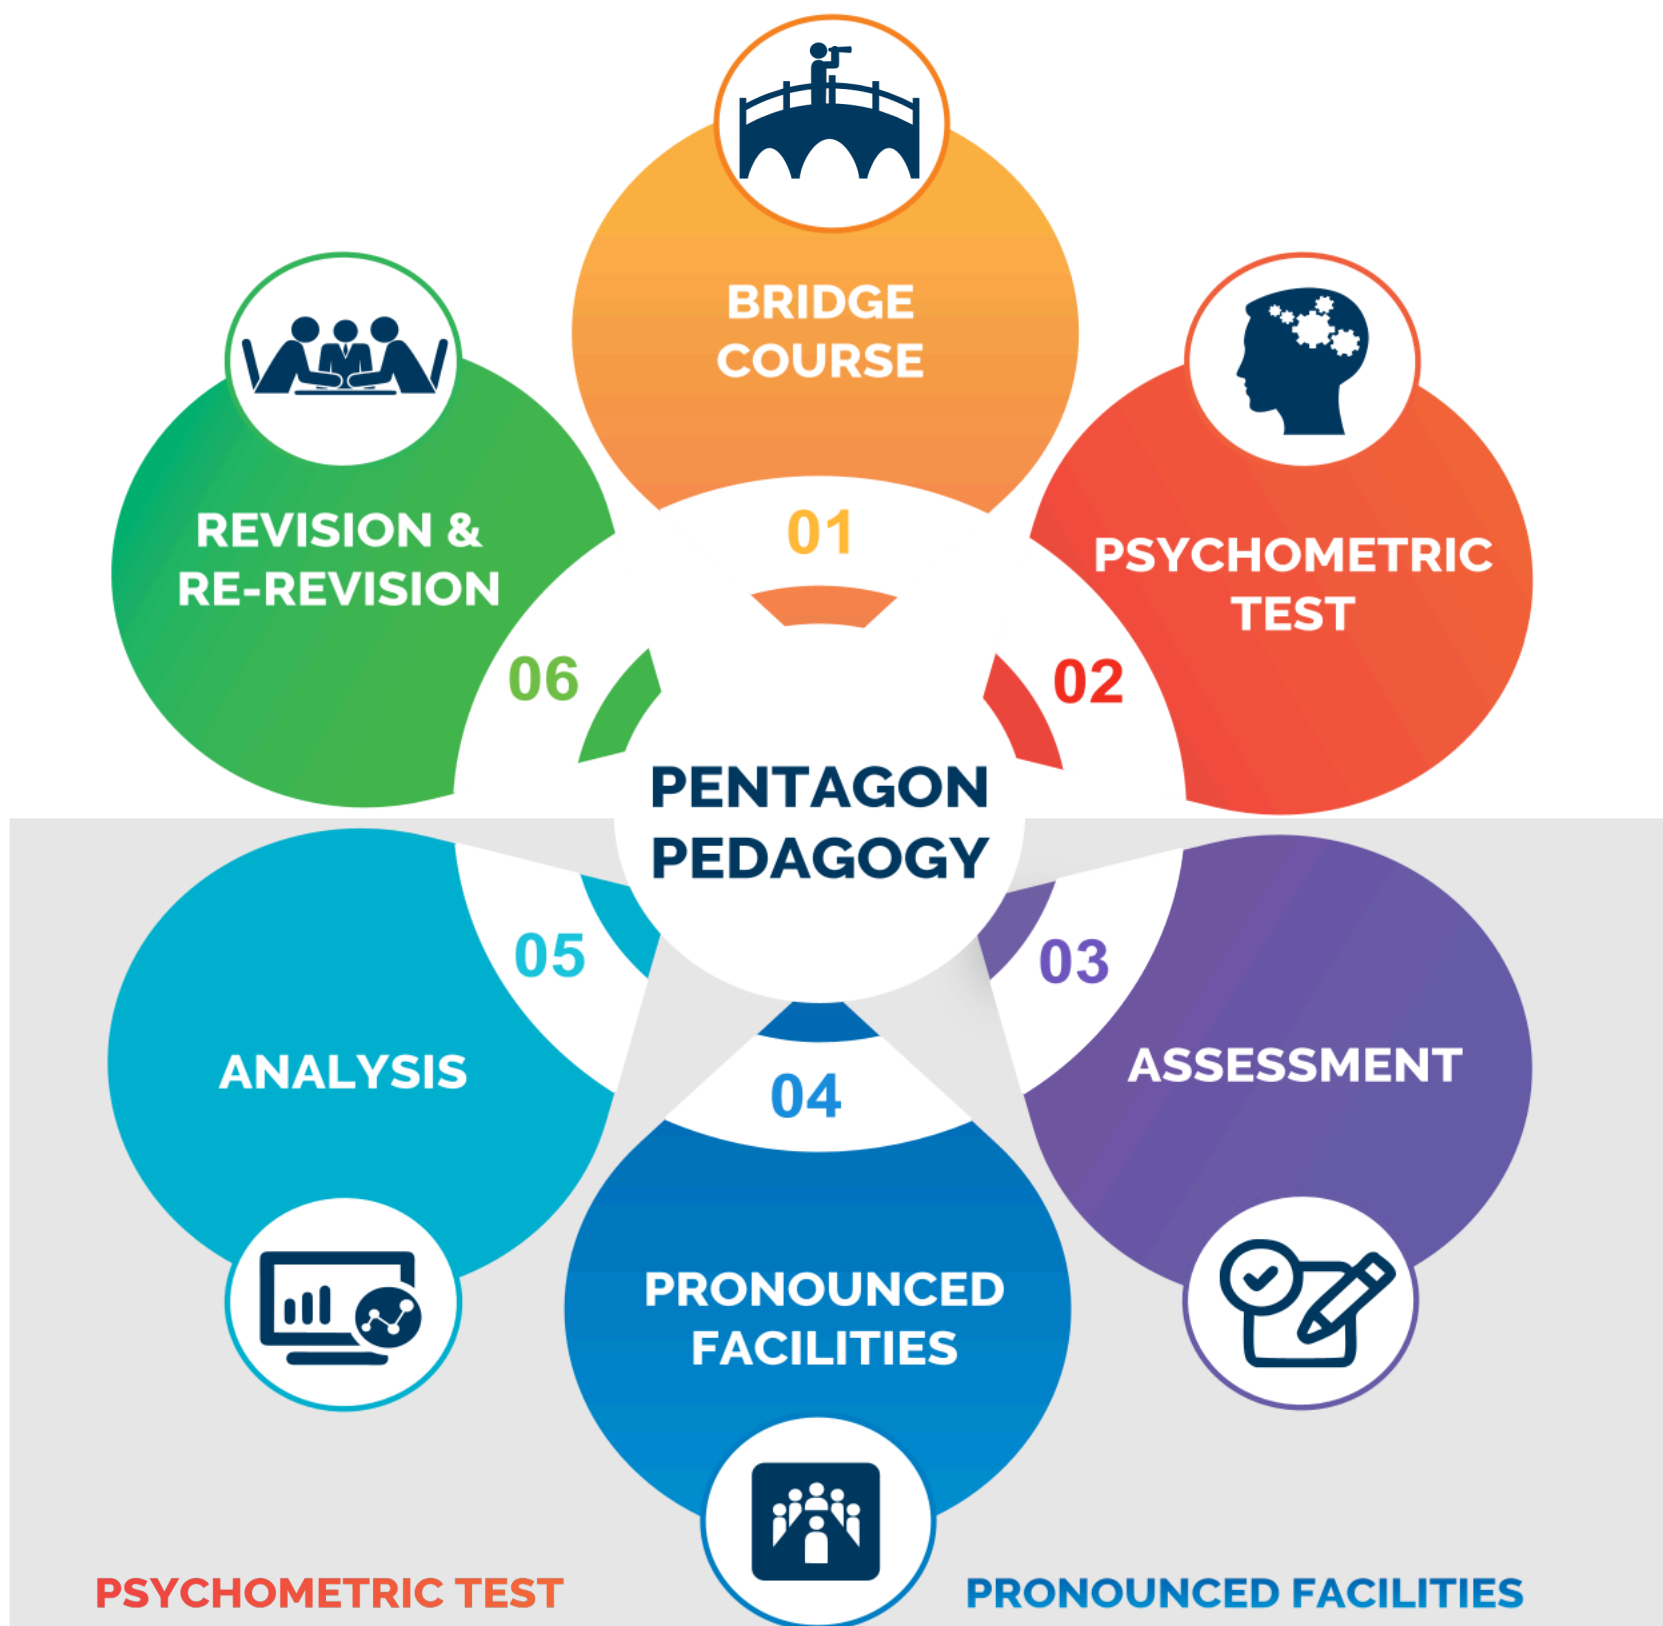 BRIDGE
COURSE
01
PSYCHOMETRIC
TEST
02
ASSESSMENT
03
PRONOUNCED
FACILITIES
04
ANALYSIS
05
REVISION &
RE-REVISION
06
PENTAGON
PEDAGOGY
PSYCHOMETRIC TEST
PRONOUNCED FACILITIES